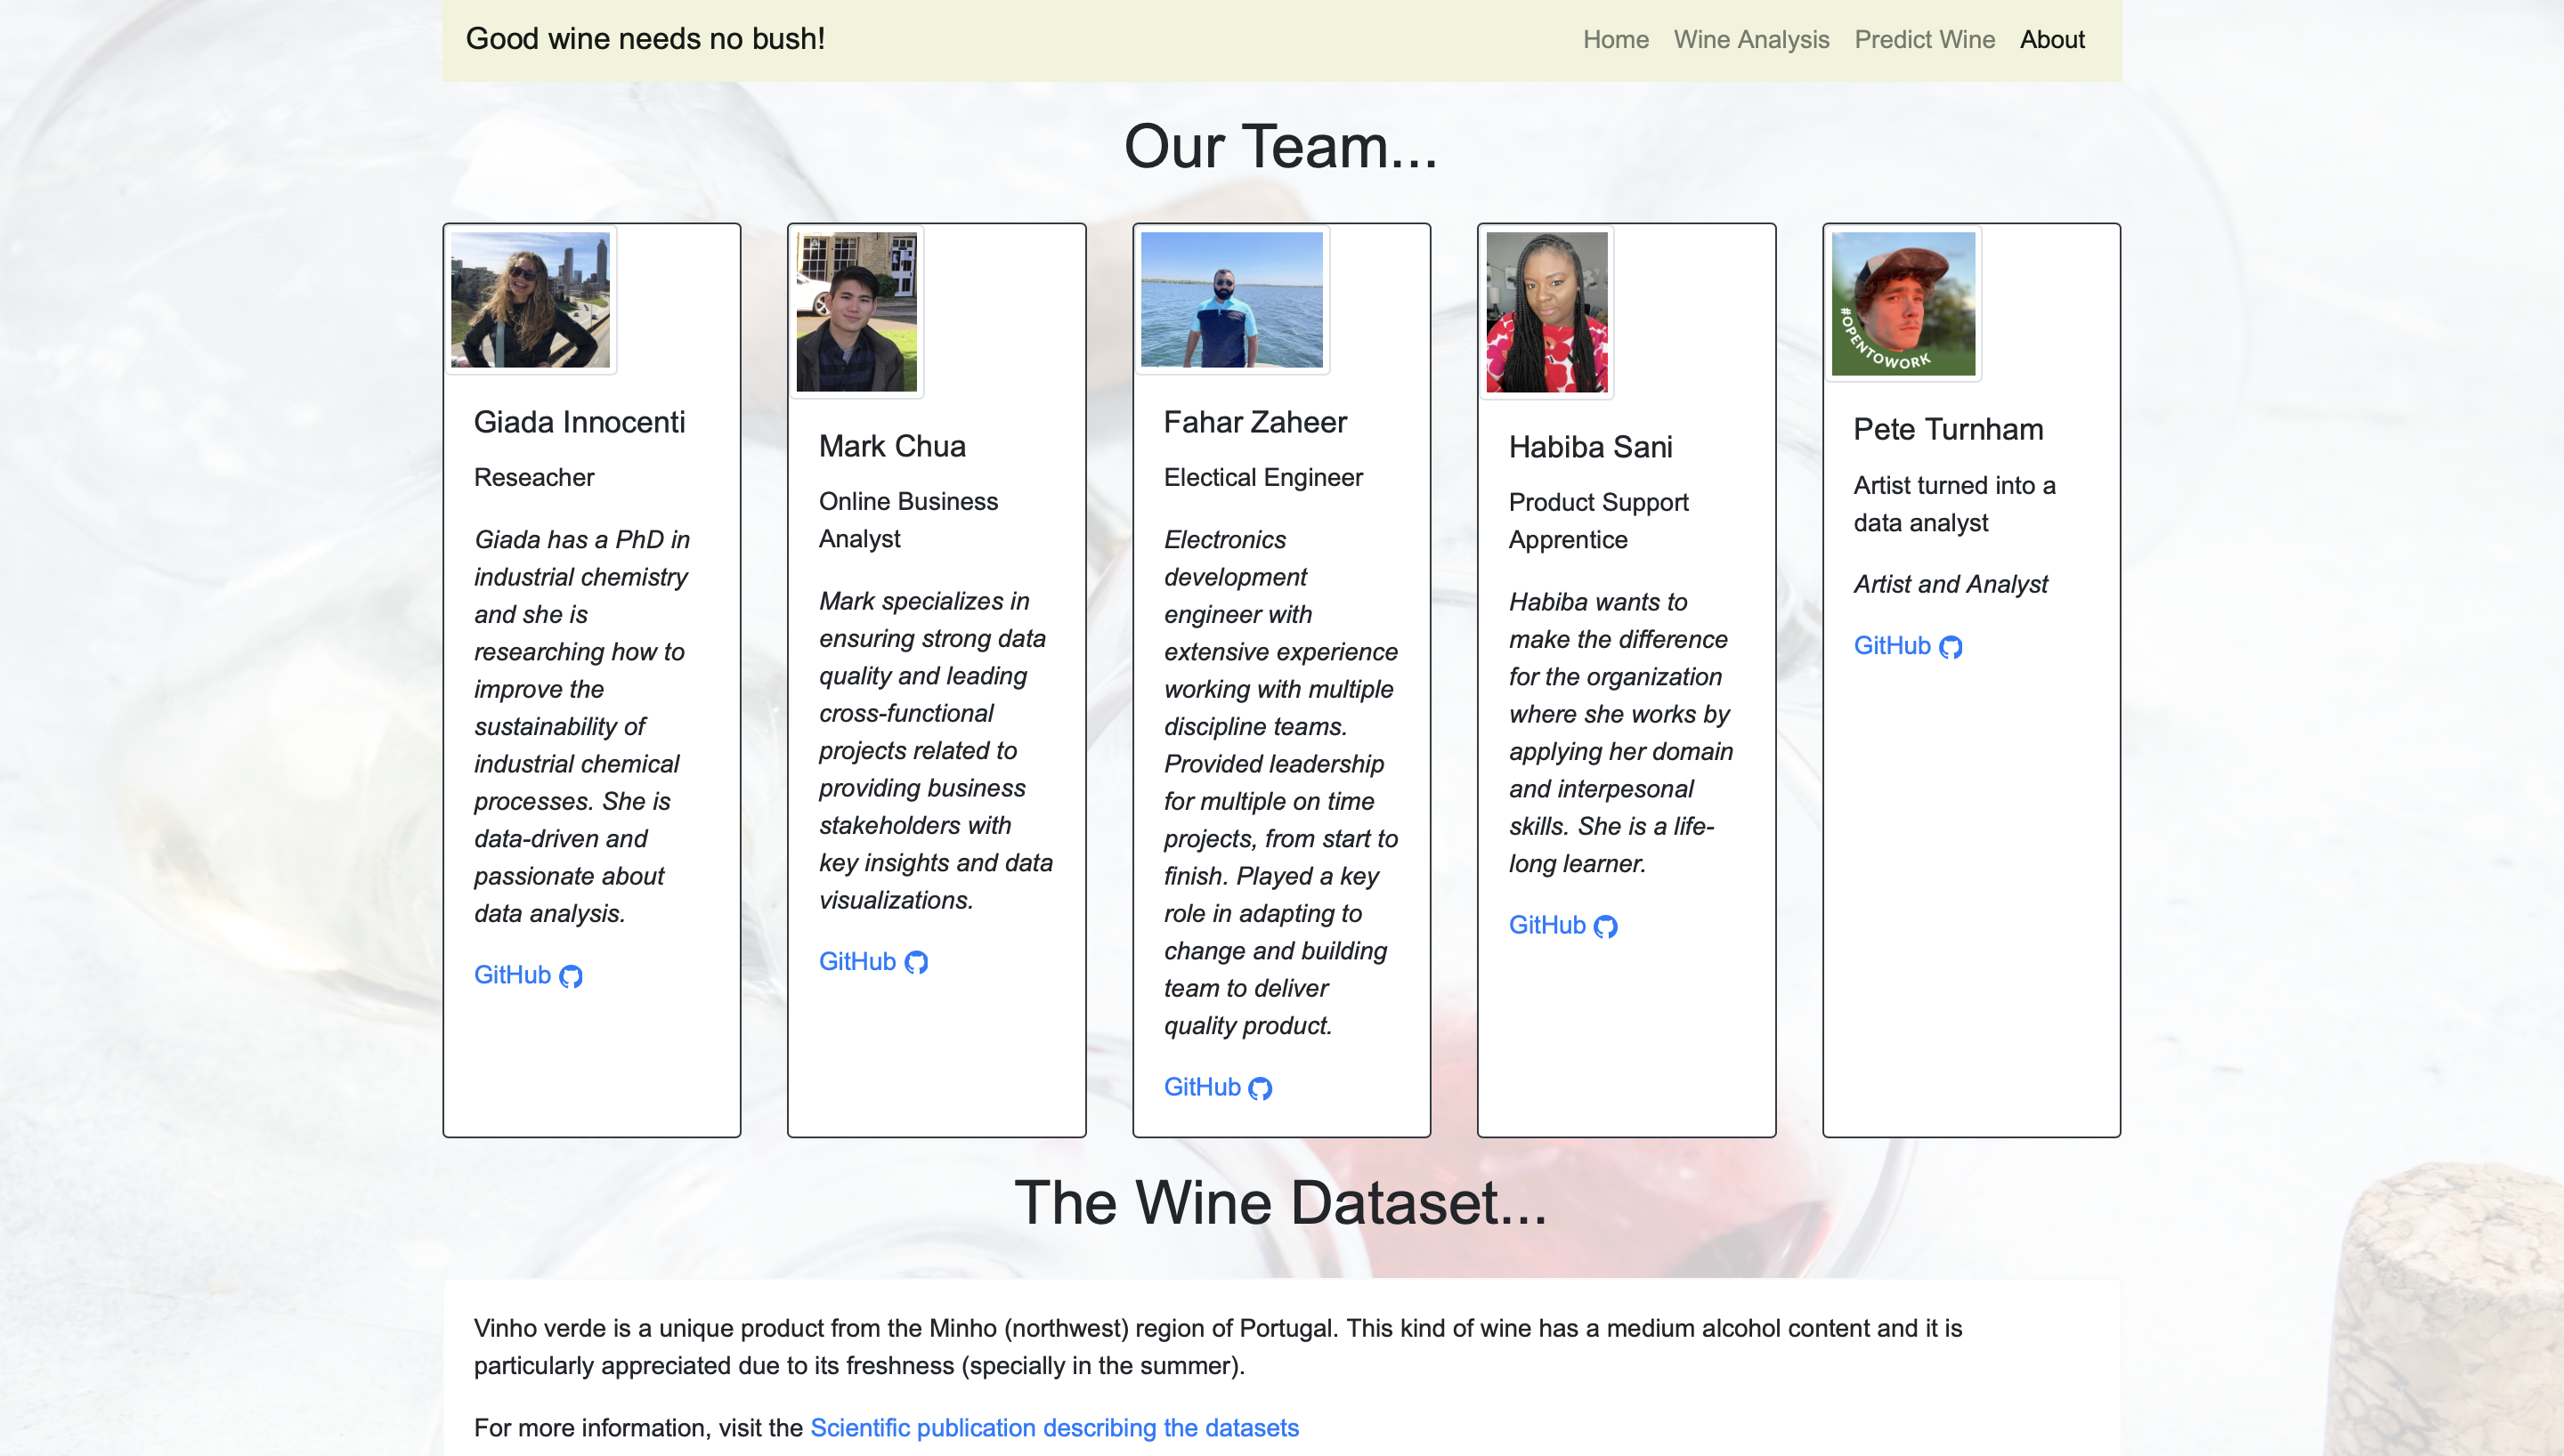 Good wine needs no bush!
Home Wine Analysis Predict Wine About
Our Team...
#OPENTOWORK
Giada Innocenti
Reseacher
Giada has a PhD in
industrial chemistry
and she is
researching how to
improve the
sustainability of
industrial chemical
processes. She is
data-driven and
passionate about
data analysis.
GitHub
Mark Chua
Online Business
Analyst
Mark specializes in
ensuring strong data
quality and leading
cross-functional
projects related to
providing business
stakeholders with
key insights and data
visualizations.
GitHub
Fahar Zaheer
Electical Engineer
Electronics
development
engineer with
extensive experience
working with multiple
discipline teams.
Provided leadership
for multiple on time
projects, from start to
finish. Played a key
role in adapting to
change and building
team to deliver
quality product.
GitHub
Habiba Sani
Product Support
Apprentice
Habiba wants to
make the difference
for the organization
where she works by
applying her domain
and interpesonal
skills. She is a life-
long learner.
GitHub
Pete Turnham
Artist turned into a
data analyst
Artist and Analyst
GitHub
The Wine Dataset...
Vinho verde is a unique product from the Minho (northwest) region of Portugal. This kind of wine has a medium alcohol content and it is
particularly appreciated due to its freshness (specially in the summer).
For more information, visit the Scientific publication describing the datasets